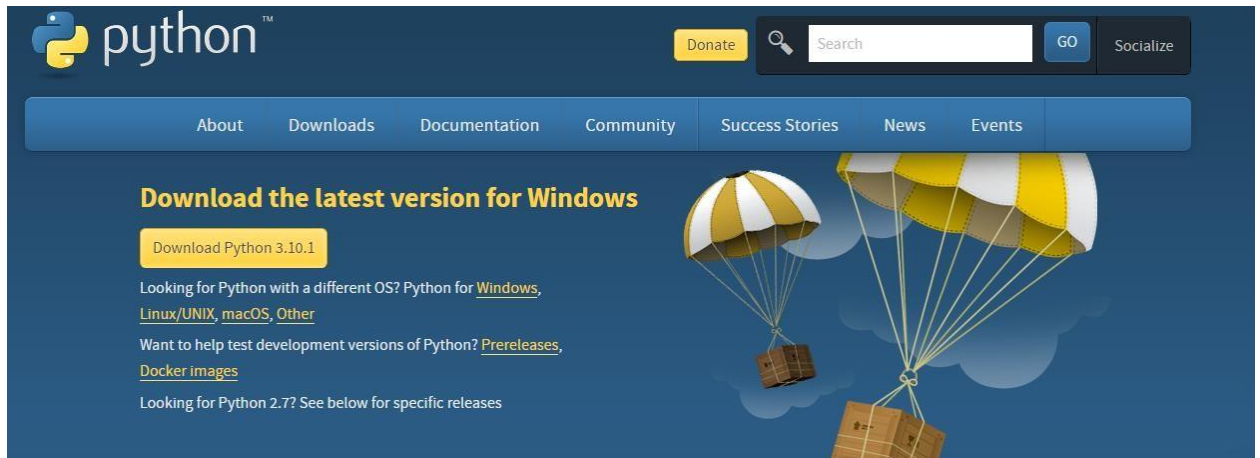 python™
Donate
Search
GO
Socialize
About Downloads Documentation Community Success Stories News Events
Download the latest version for Windows
Download Python 3.10.1
Looking for Python with a different OS? Python for Windows,
Linux/UNIX, macOS, Other
Want to help test development versions of Python? Prereleases,
Docker images
Looking for Python 2.7? See below for specific releases